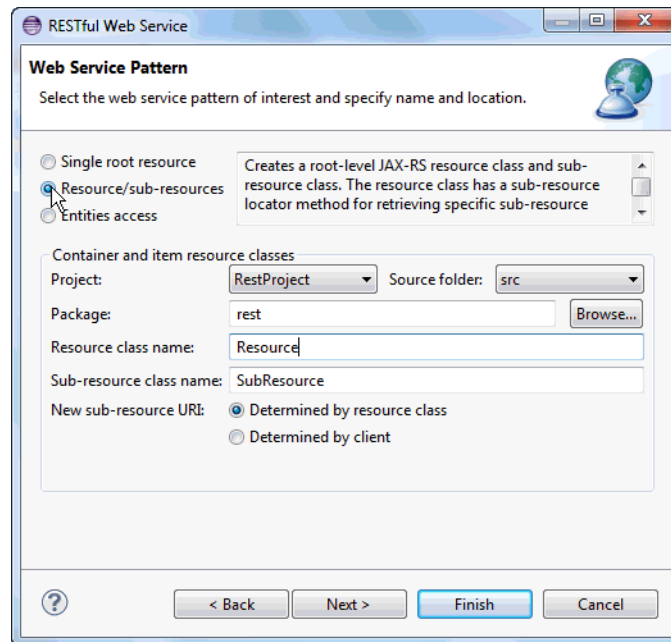 RESTful Web Service
Web Service Pattern
Select the web service pattern of interest and specify name and location.
Single root resource
Resource/sub-resources
Entities access
Creates a root-level JAX-RS resource class and sub-
resource class. The resource class has a sub-resource
locator method for retrieving specific sub-resource
Container and item resource classes
Project: RestProject Source folder: src
Package: rest Browse...
Resource class name: Resource
Sub-resource class name: SubResource
New sub-resource URI: Determined by resource class
Determined by client
? < Back Next > Finish Cancel